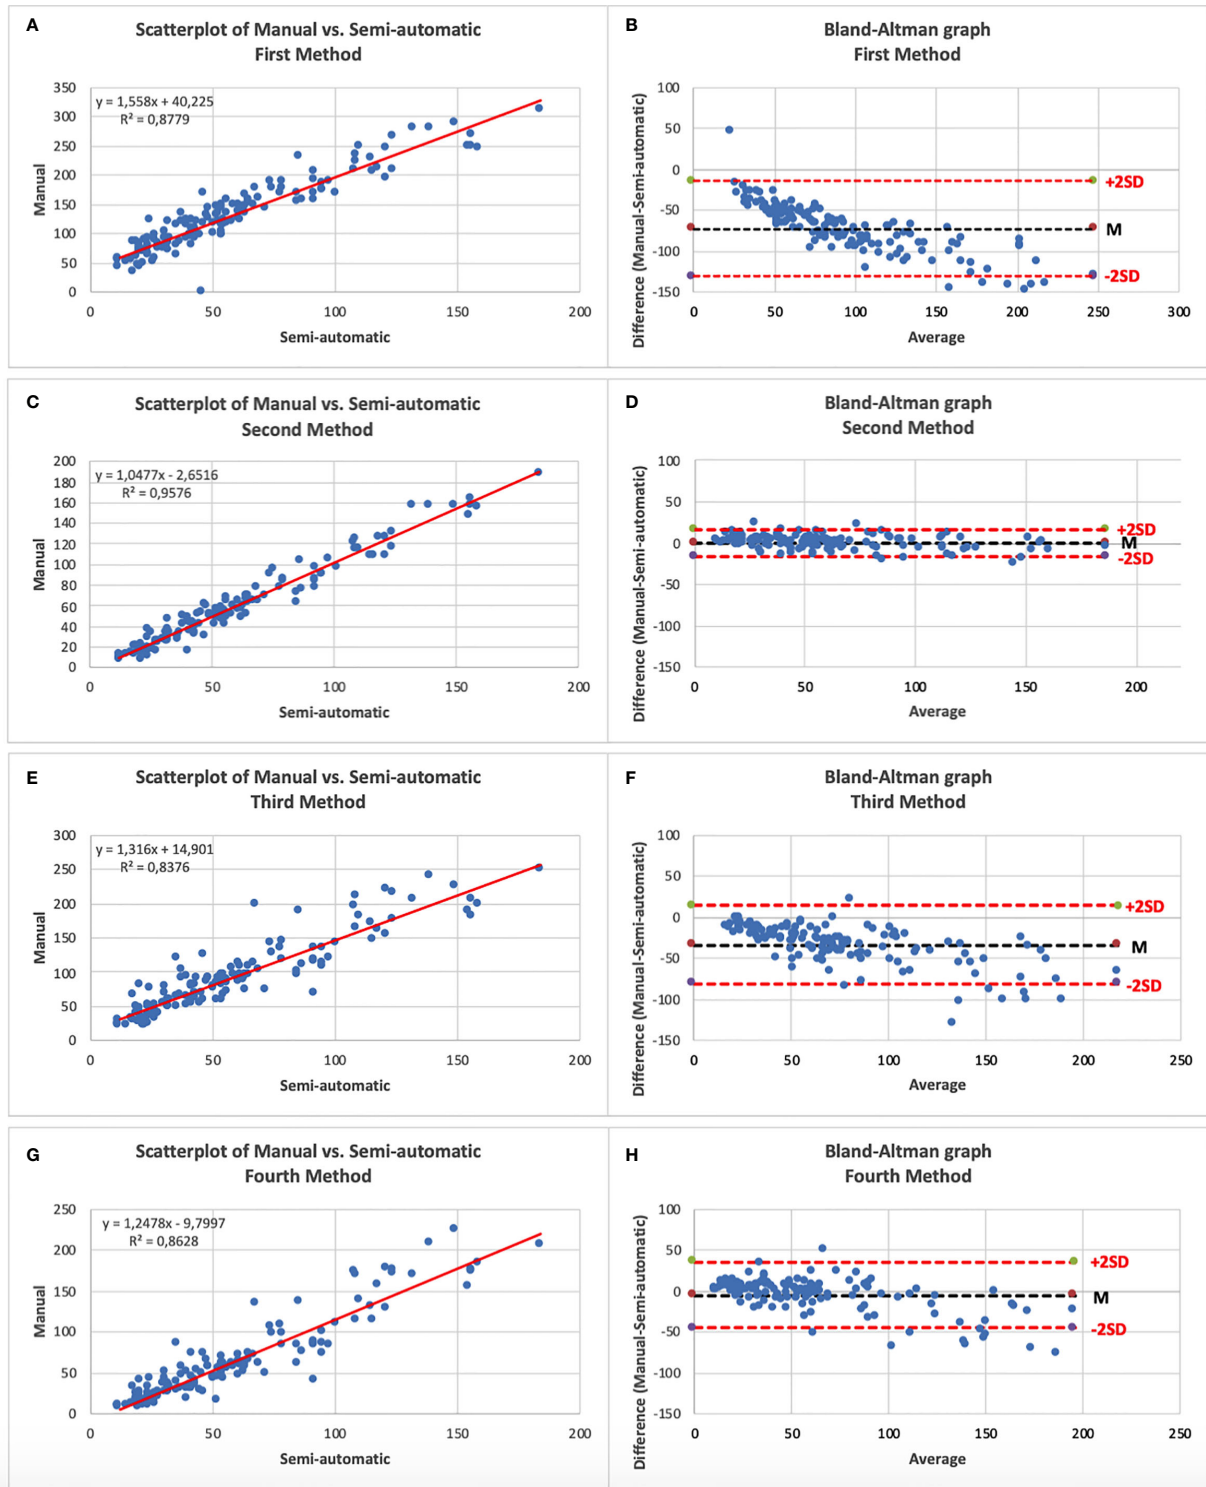 A
Scatterplot of Manual vs. Semi-automatic
First Method
y = 1,558x + 40,225
R² = 0,8779
350
300
250
200
150
100
50
0
Manual
0 50 100 150 200
Semi-automatic
B
Bland-Altman graph
First Method
100
50
0
-50
-100
-150
Difference (Manual-Semi-automatic)
+2SD
M
-2SD
0 50 100 150 200 250 300
Average
C
Scatterplot of Manual vs. Semi-automatic
Second Method
y = 1,0477x - 2,6516
R² = 0,9576
200
180
160
140
120
100
80
60
40
20
0
Manual
0 50 100 150 200
Semi-automatic
D
Bland-Altman graph
Second Method
100
50
0
-50
-100
-150
Difference (Manual-Semi-automatic)
+2SD
M
-2SD
0 50 100 150 200
Average
E
Scatterplot of Manual vs. Semi-automatic
Third Method
y = 1,316x + 14,901
R² = 0,8376
300
250
200
150
100
50
0
Manual
0 50 100 150 200
Semi-automatic
F
Bland-Altman graph
Third Method
100
50
0
-50
-100
-150
Difference (Manual-Semi-automatic)
+2SD
M
-2SD
0 50 100 150 200 250
Average
G
Scatterplot of Manual vs. Semi-automatic
Fourth Method
y = 1,2478x - 9,7997
R² = 0,8628
250
200
150
100
50
0
Manual
0 50 100 150 200
Semi-automatic
H
Bland-Altman graph
Fourth Method
100
50
0
-50
-100
-150
Difference (Manual-Semi-automatic)
+2SD
M
-2SD
0 50 100 150 200 250
Average